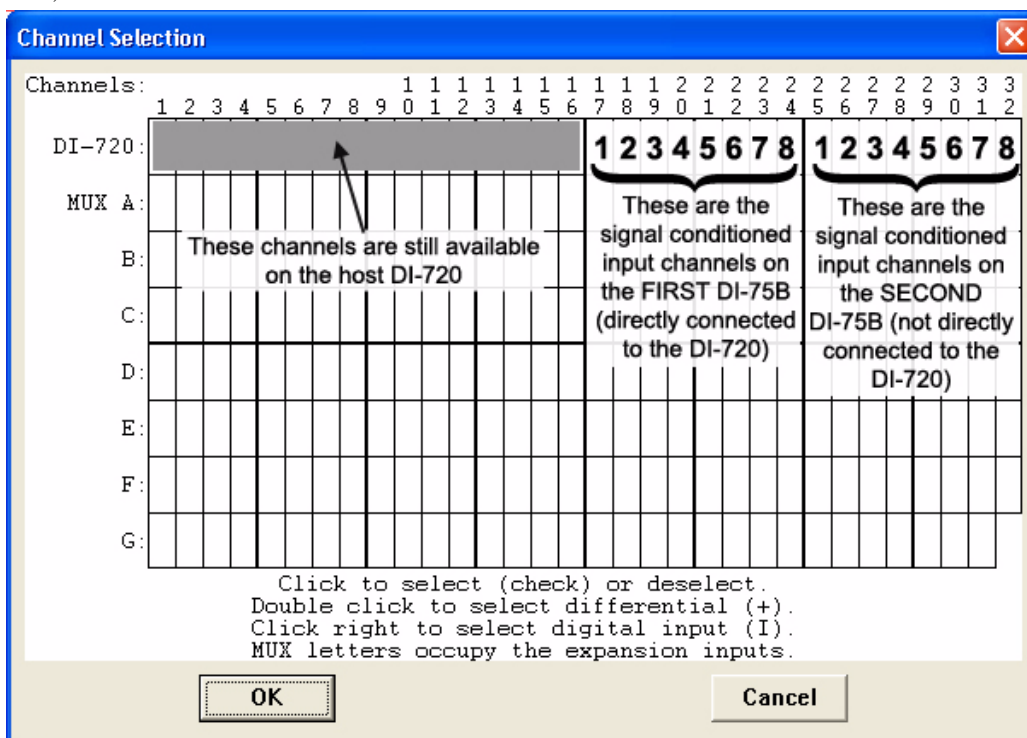 Channel Selection
Channels: 1 2 3 4 5 6 7 8 9 10 11 12 13 14 15 16 17 18 19 20 21 22 23 24 25 26 27 28 29 30 31 32
DI-720: 1 2 3 4 5 6 7 8 1 2 3 4 5 6 7 8
MUX A:
B:
C:
D:
E:
F:
G:
These channels are still available
on the host DI-720
These are the
signal conditioned
input channels on
the FIRST DI-75B
(directly connected
to the DI-720)
These are the
signal conditioned
input channels on
the SECOND
DI-75B (not directly
connected to the
DI-720)
Click to select (check) or deselect.
Double click to select differential (+).
Click right to select digital input (I).
MUX letters occupy the expansion inputs.
OK
Cancel